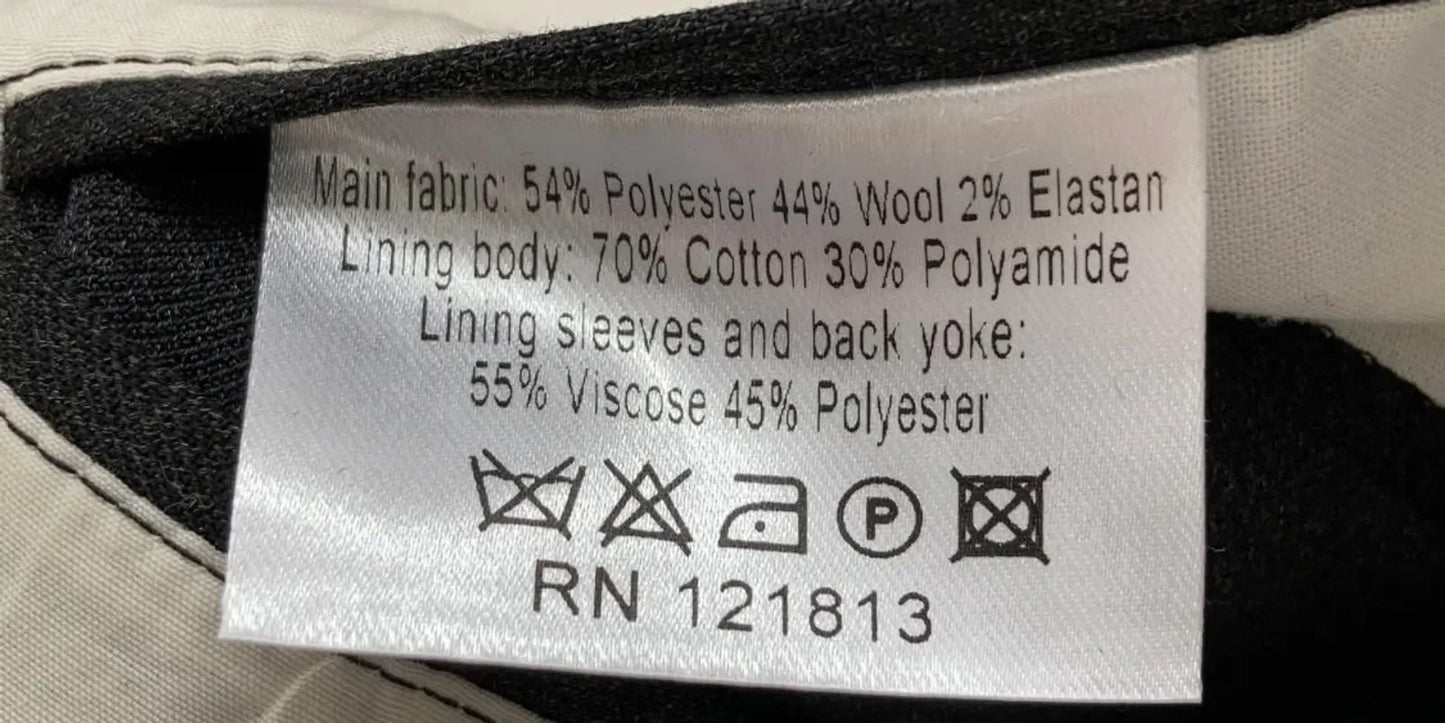 Main fabric: 54% Polyester 44% Wool 2% Elastan
Lining body: 70% Cotton 30% Polyamide
Lining sleeves and back yoke:
55% Viscose 45% Polyester
P
RN 121813